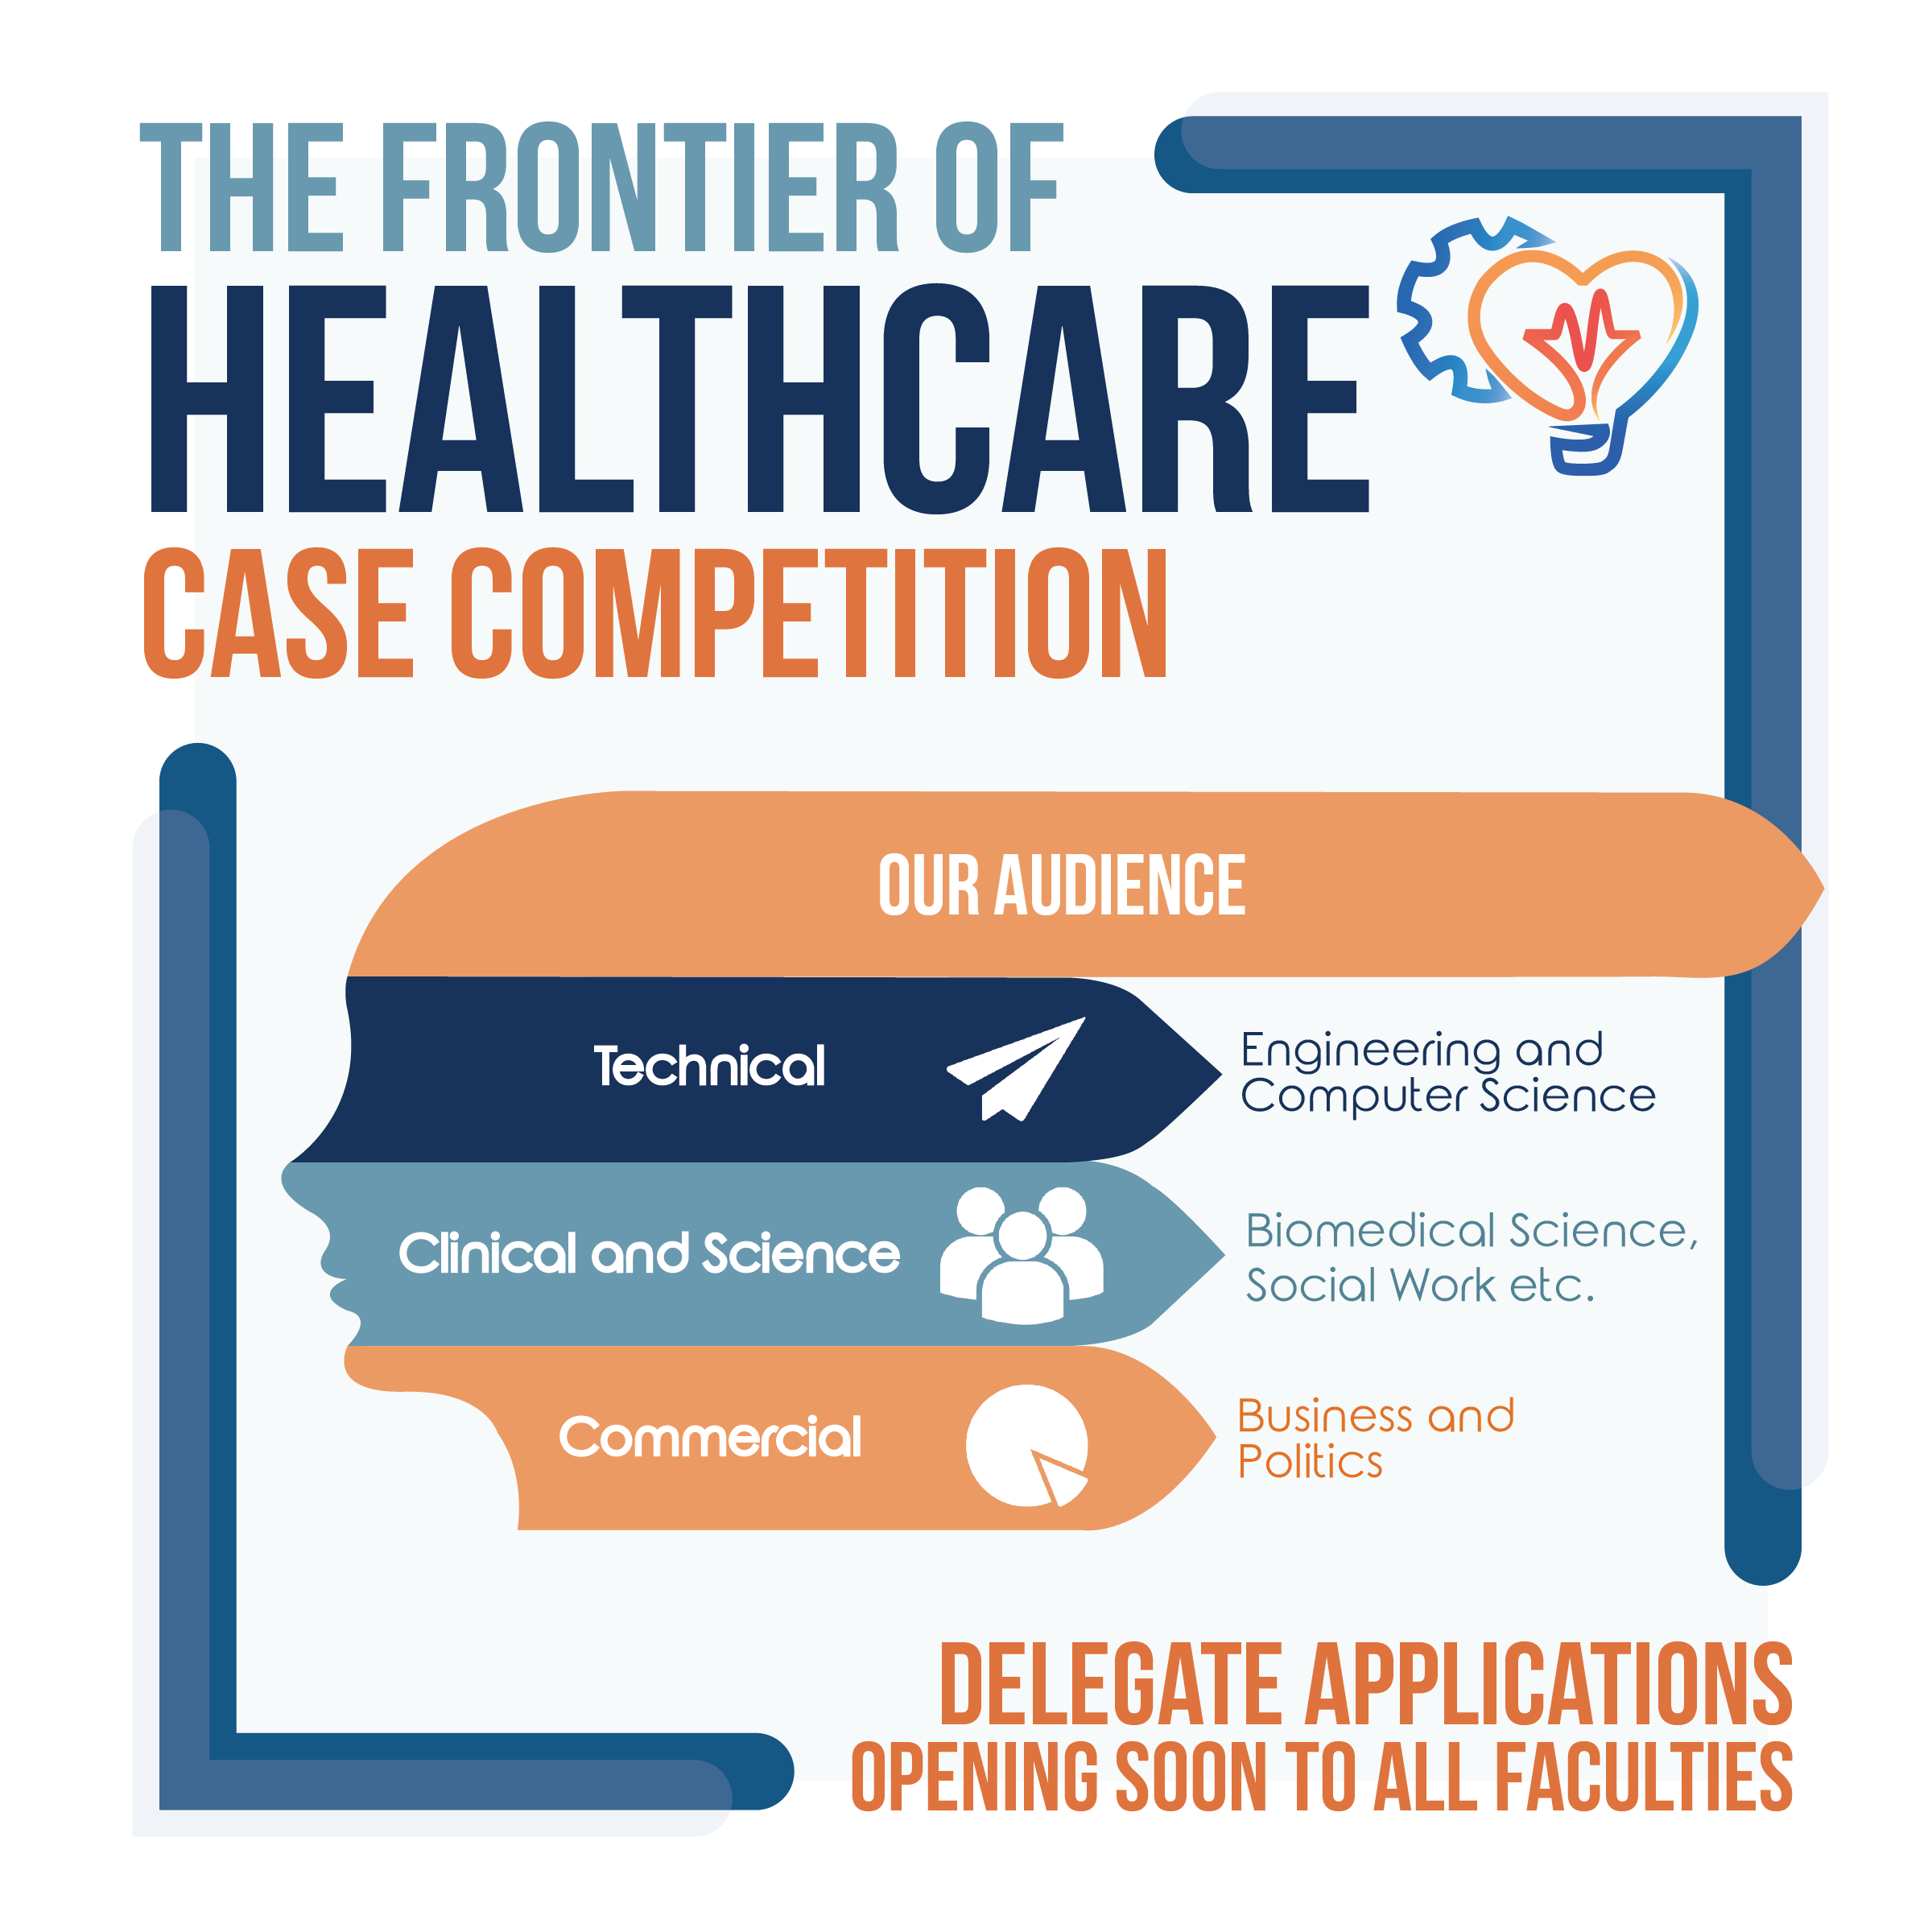 THE FRONTIER OF
HEALTHCARE
CASE COMPETITION
OUR AUDIENCE
Technical
Engineering and
Computer Science
Clinical and Science
Biomedical Science,
Social Work etc.
Commercial
Business and
Politics
DELEGATE APPLICATIONS
OPENING SOON TO ALL FACULTIES